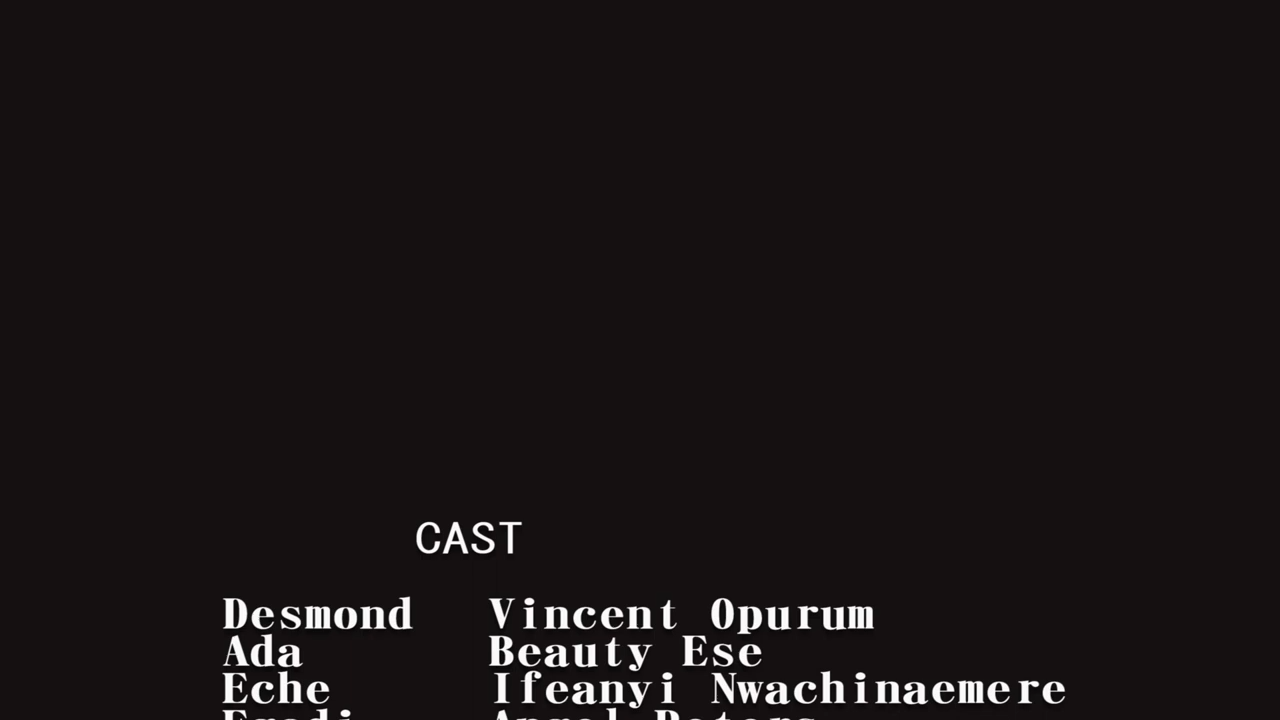 CAST
Desmond Vincent Opurum
Ada Beauty Ese
Eche Ifeanyi Nwachinaemere